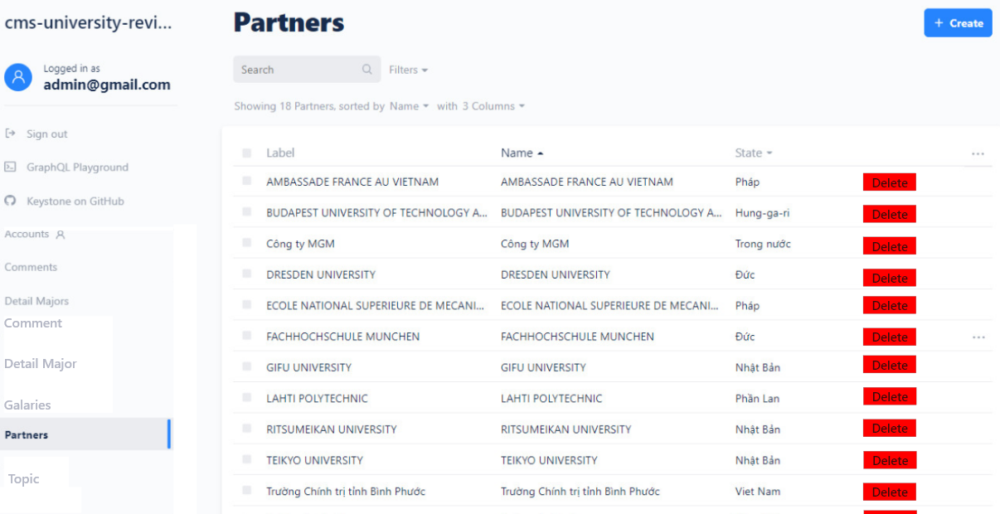 cms-university-revi...
Logged in as
admin@gmail.com
Sign out
GraphQL Playground
Keystone on GitHub
Accounts
Comments
Detail Majors
Comment
Detail Major
Galaries
Partners
Topic
Partners
+ Create
Search
Filters
Showing 18 Partners, sorted by Name with 3 Columns
Label Name State ...
AMBASSADE FRANCE AU VIETNAM AMBASSADE FRANCE AU VIETNAM Pháp Delete
BUDAPEST UNIVERSITY OF TECHNOLOGY A... BUDAPEST UNIVERSITY OF TECHNOLOGY A... Hung-ga-ri Delete
Công ty MGM Công ty MGM Trong nước Delete
DRESDEN UNIVERSITY DRESDEN UNIVERSITY Đức Delete
ECOLE NATIONAL SUPERIEURE DE MECANI... ECOLE NATIONAL SUPERIEURE DE MECANI... Pháp Delete
FACHHOCHSCHULE MUNCHEN FACHHOCHSCHULE MUNCHEN Đức Delete ...
GIFU UNIVERSITY GIFU UNIVERSITY Nhật Bản Delete
LAHTI POLYTECHNIC LAHTI POLYTECHNIC Phần Lan Delete
RITSUMEIKAN UNIVERSITY RITSUMEIKAN UNIVERSITY Nhật Bản Delete
TEIKYO UNIVERSITY TEIKYO UNIVERSITY Nhật Bản Delete
Trường Chính trị tỉnh Bình Phước Trường Chính trị tỉnh Bình Phước Viet Nam Delete